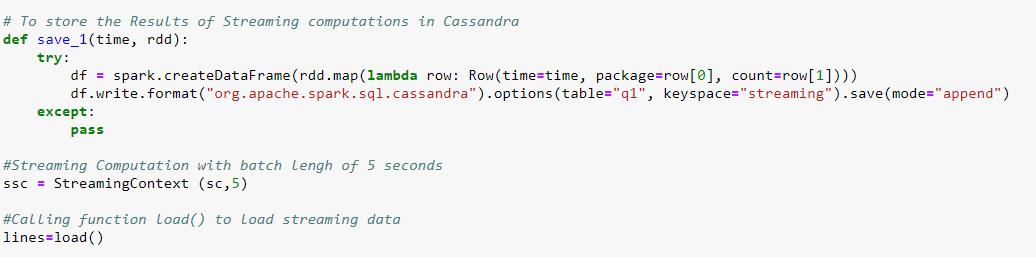 # To store the Results of Streaming computations in Cassandra
def save_1(time, rdd):
    try:
        df = spark.createDataFrame(rdd.map(lambda row: Row(time=time, package=row[0], count=row[1])))
        df.write.format("org.apache.spark.sql.cassandra").options(table="q1", keyspace="streaming").save(mode="append")
    except:
        pass
#Streaming Computation with batch lengh of 5 seconds
ssc = StreamingContext (sc,5)
#Calling function load() to load streaming data
lines=load()